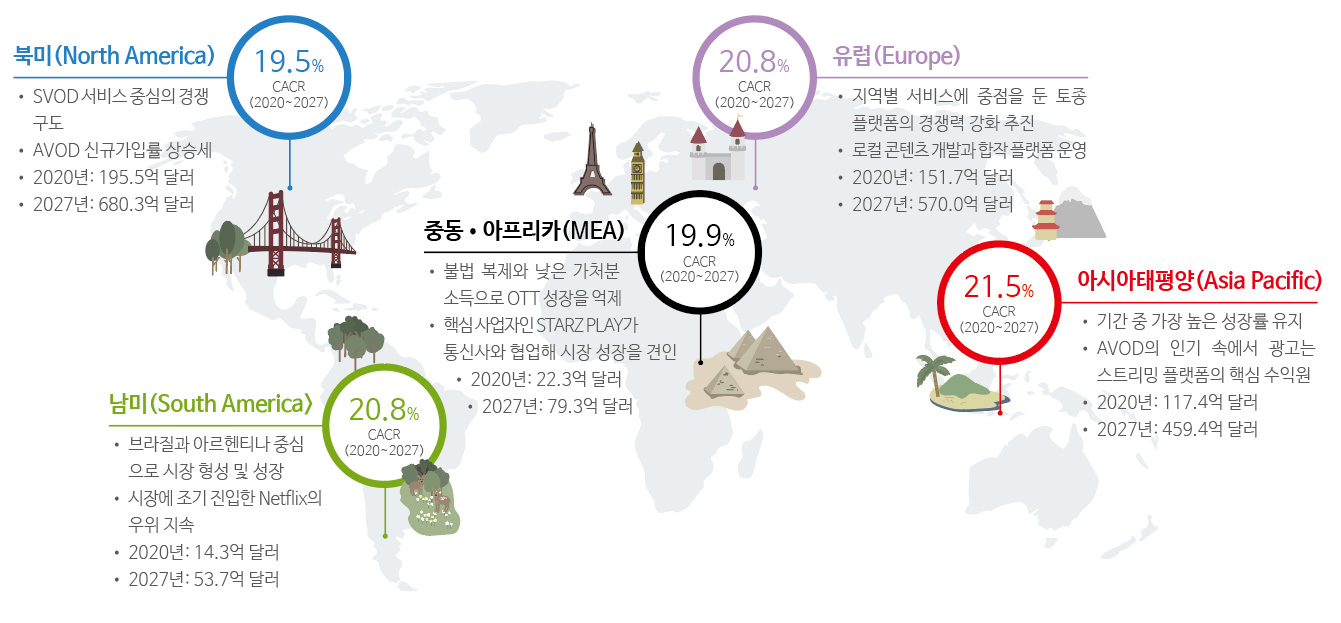 북미(North America)
19.5%
CACR
(2020~2027)
• SVOD 서비스 중심의 경쟁
구도
• AVOD 신규가입률 상승세
• 2020년: 195.5억 달러
• 2027년: 680.3억 달러
20.8%
CACR
(2020~2027)
유럽(Europe)
• 지역별 서비스에 중점을 둔 토종
플랫폼의 경쟁력 강화 추진
• 로컬 콘텐츠 개발과 합작 플랫폼 운영
• 2020년: 151.7억 달러
• 2027년: 570.0억 달러
중동 • 아프리카(MEA)
19.9%
CACR
(2020~2027)
• 불법 복제와 낮은 가처분
소득으로 OTT 성장을 억제
• 핵심 사업자인 STARZ PLAY가
통신사와 협업해 시장 성장을 견인
• 2020년: 22.3억 달러
• 2027년: 79.3억 달러
21.5%
CACR
(2020~2027)
아시아태평양(Asia Pacific)
• 기간 중 가장 높은 성장률 유지
• AVOD의 인기 속에서 광고는
스트리밍 플랫폼의 핵심 수익원
• 2020년: 117.4억 달러
• 2027년: 459.4억 달러
남미(South America〉
20.8%
CACR
(2020~2027)
• 브라질과 아르헨티나 중심
으로 시장 형성 및 성장
• 시장에 조기 진입한 Netflix의
우위 지속
• 2020년: 14.3억 달러
• 2027년: 53.7억 달러